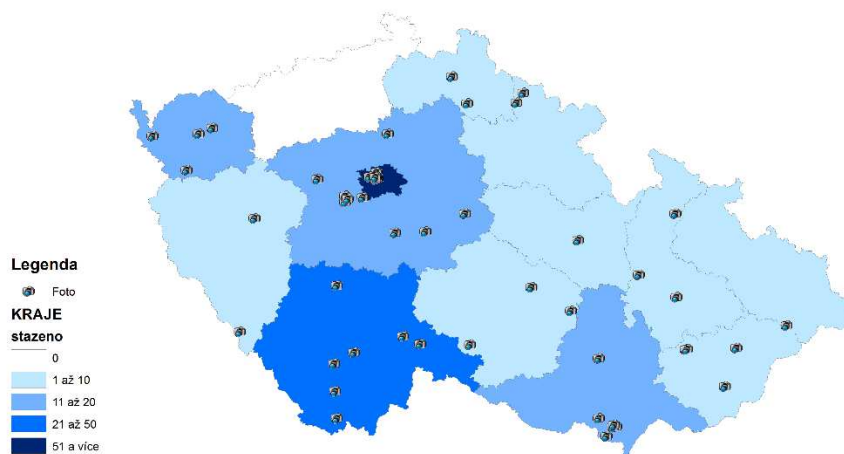 Legenda
Foto
KRAJE
stazeno
0
1 až 10
11 až 20
21 až 50
51 a více